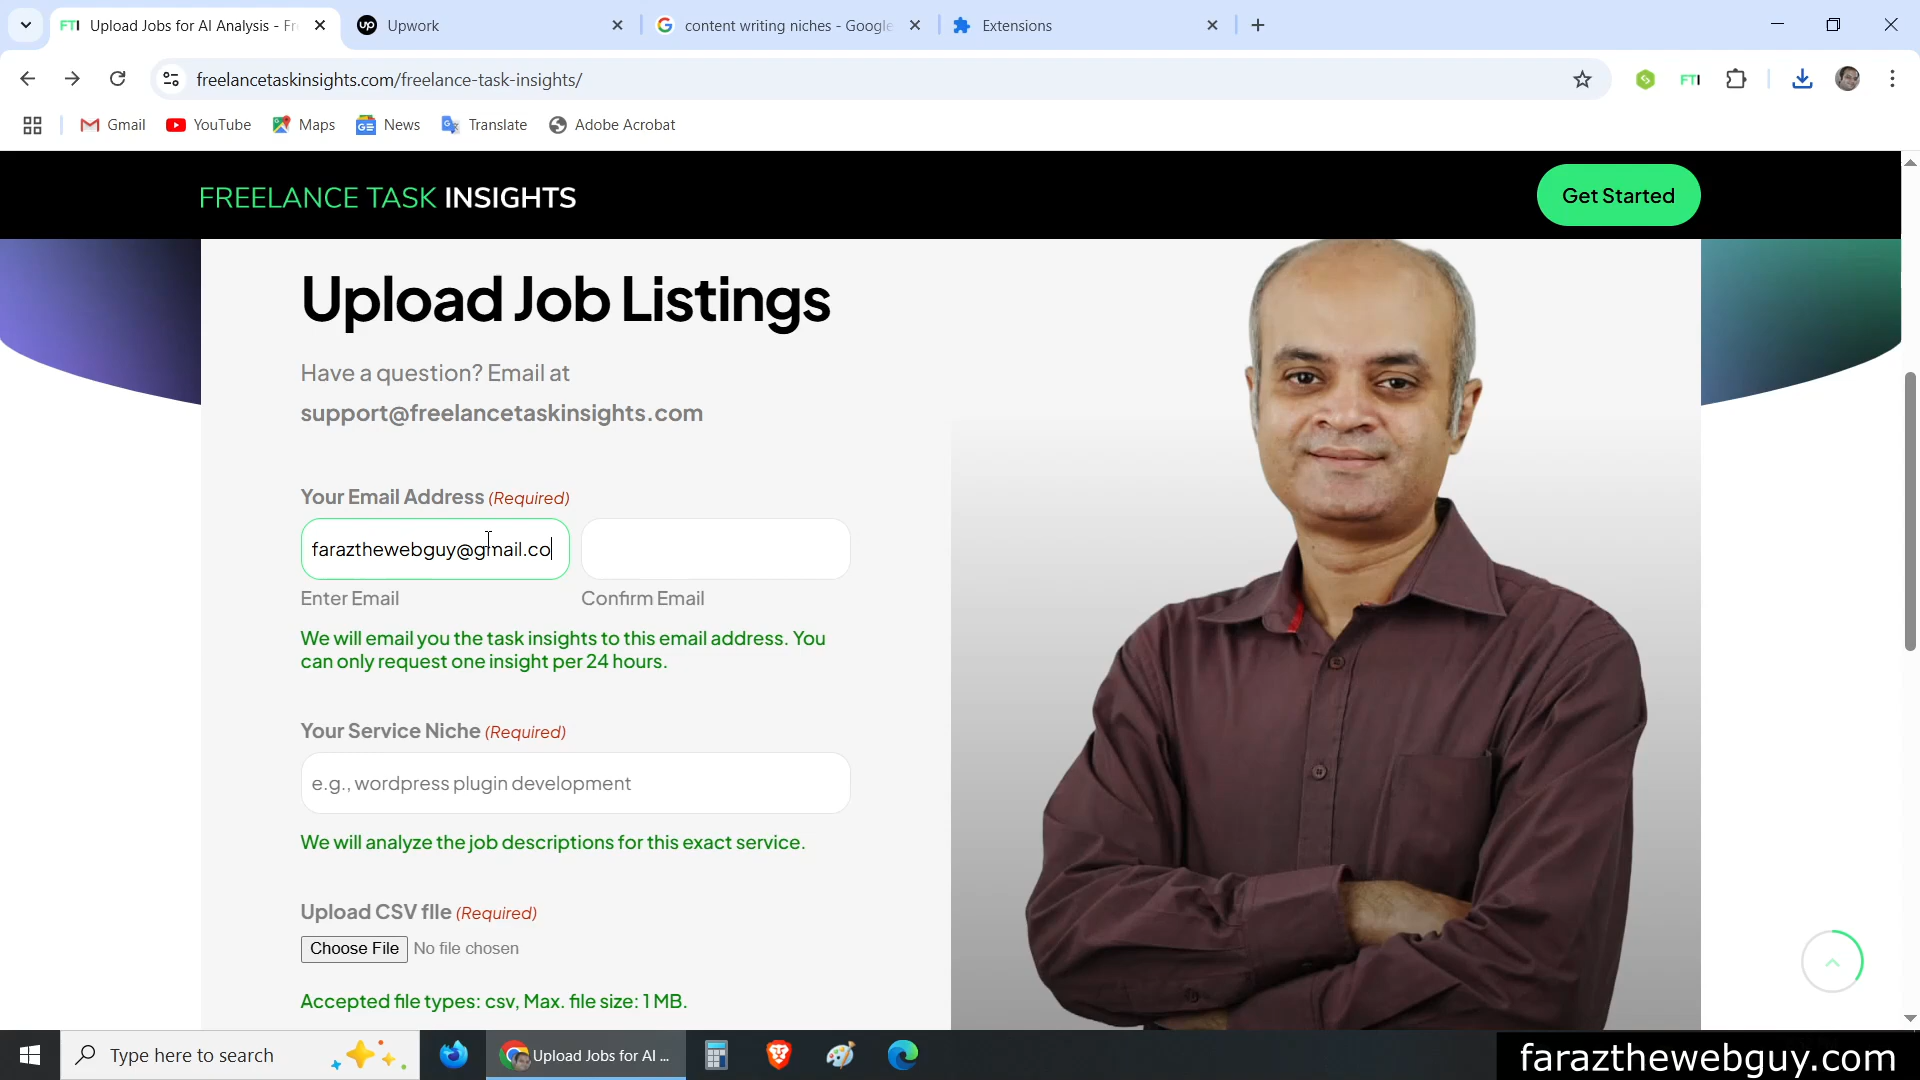 FTI Upload Jobs for AI Analysis - Fr
up Upwork
content writing niches - Google
Extensions
freelancetaskinsights.com/freelance-task-insights/
FTI
Gmail
YouTube
Maps
News
Translate
Adobe Acrobat
FREELANCE TASK INSIGHTS
Get Started
Upload Job Listings
Have a question? Email at
support@freelancetaskinsights.com
Your Email Address (Required)
farazthewebguy@gmail.co
Enter Email
Confirm Email
We will email you the task insights to this email address. You
can only request one insight per 24 hours.
Your Service Niche (Required)
e.g., wordpress plugin development
We will analyze the job descriptions for this exact service.
Upload CSV file (Required)
Choose File No file chosen
Accepted file types: csv, Max. file size: 1 MB.
Type here to search
Upload Jobs for AI ...
farazthewebguy.com